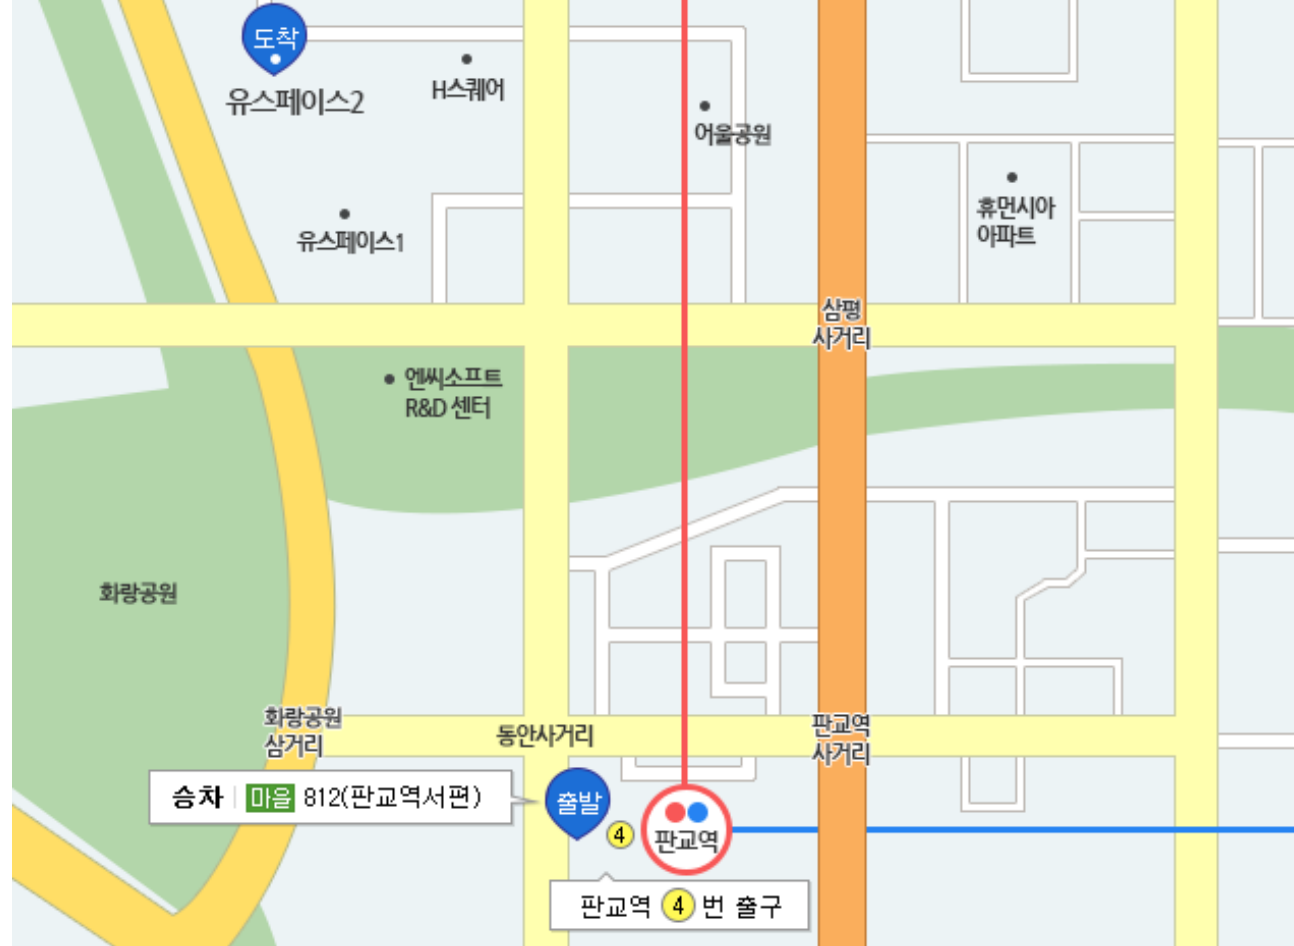 도착
유스페이스2
H스퀘어
어울공원
휴먼시아
아파트
유스페이스1
삼평
사거리
엔씨소프트
R&D 센터
화랑공원
화랑공원
삼거리
동안사거리
판교역
사거리
승차 | 마을 812(판교역서편)
출발
4
판교역
판교역 4 번 출구